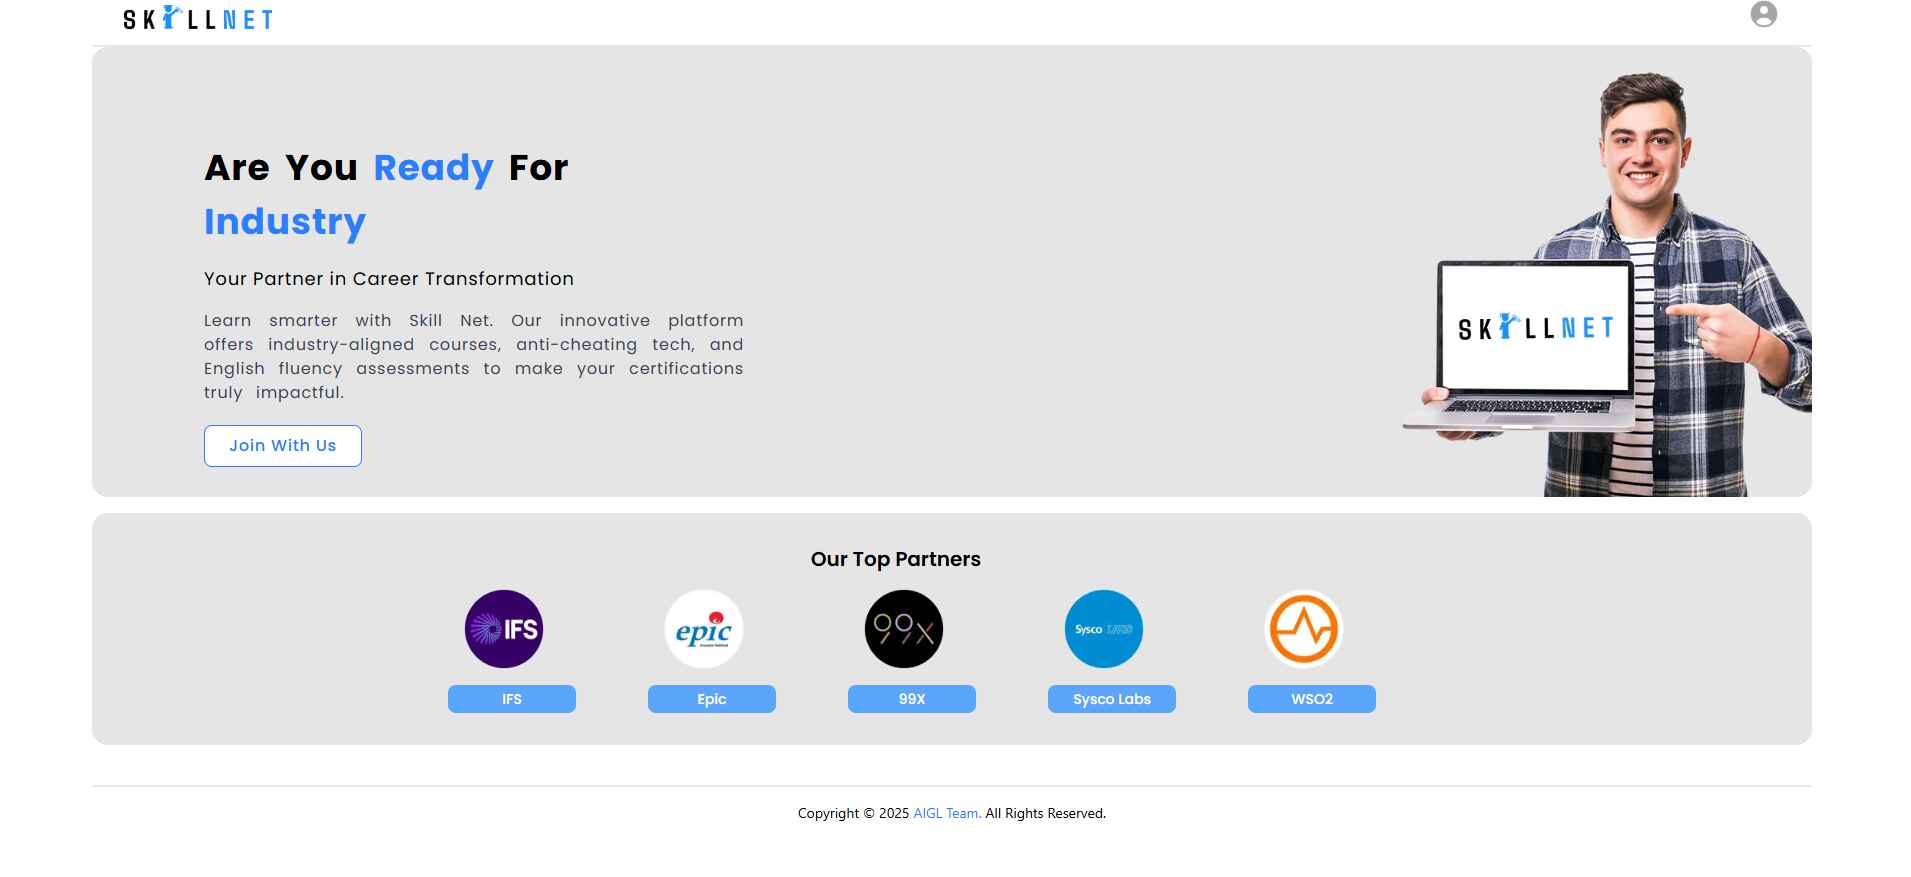 SKILLNET
Are You Ready For
Industry
Your Partner in Career Transformation
Learn smarter with Skill Net. Our innovative platform
offers industry-aligned courses, anti-cheating tech, and
English fluency assessments to make your certifications
truly impactful.
Join With Us
SKILLNET
Our Top Partners
IFS
epic
99X
Sysco LABS
IFS
Epic
99X
Sysco Labs
WSO2
Copyright © 2025 AIGL Team. All Rights Reserved.